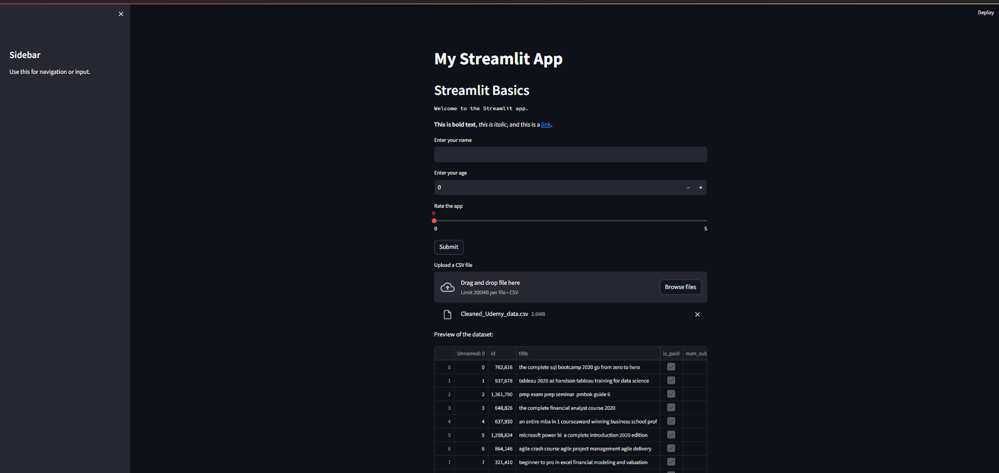 Deploy
Sidebar
Use this for navigation or input.
My Streamlit App
Streamlit Basics
Welcome to the Streamlit app.
This is bold text, this is italic, and this is a link.
Enter your name
Enter your age
0
Rate the app
0
0 5
Submit
Upload a CSV file
Drag and drop file here
Limit 200MB per file • CSV
Browse files
Cleaned_Udemy_data.csv 2.6MB
Preview of the dataset:
Unnamed: 0 id title is_paid num_sub
0 0 762,616 the complete sql bootcamp 2020 go from zero to hero
1 1 937,678 tableau 2020 az handson tableau training for data science
2 2 1,361,790 pmp exam prep seminar  pmbok guide 6
3 3 648,826 the complete financial analyst course 2020
4 4 637,930 an entire mba in 1 courseaward winning business school prof
5 5 1,208,634 microsoft power bi  a complete introduction 2020 edition
6 6 864,146 agile crash course agile project management agile delivery
7 7 321,410 beginner to pro in excel financial modeling and valuation